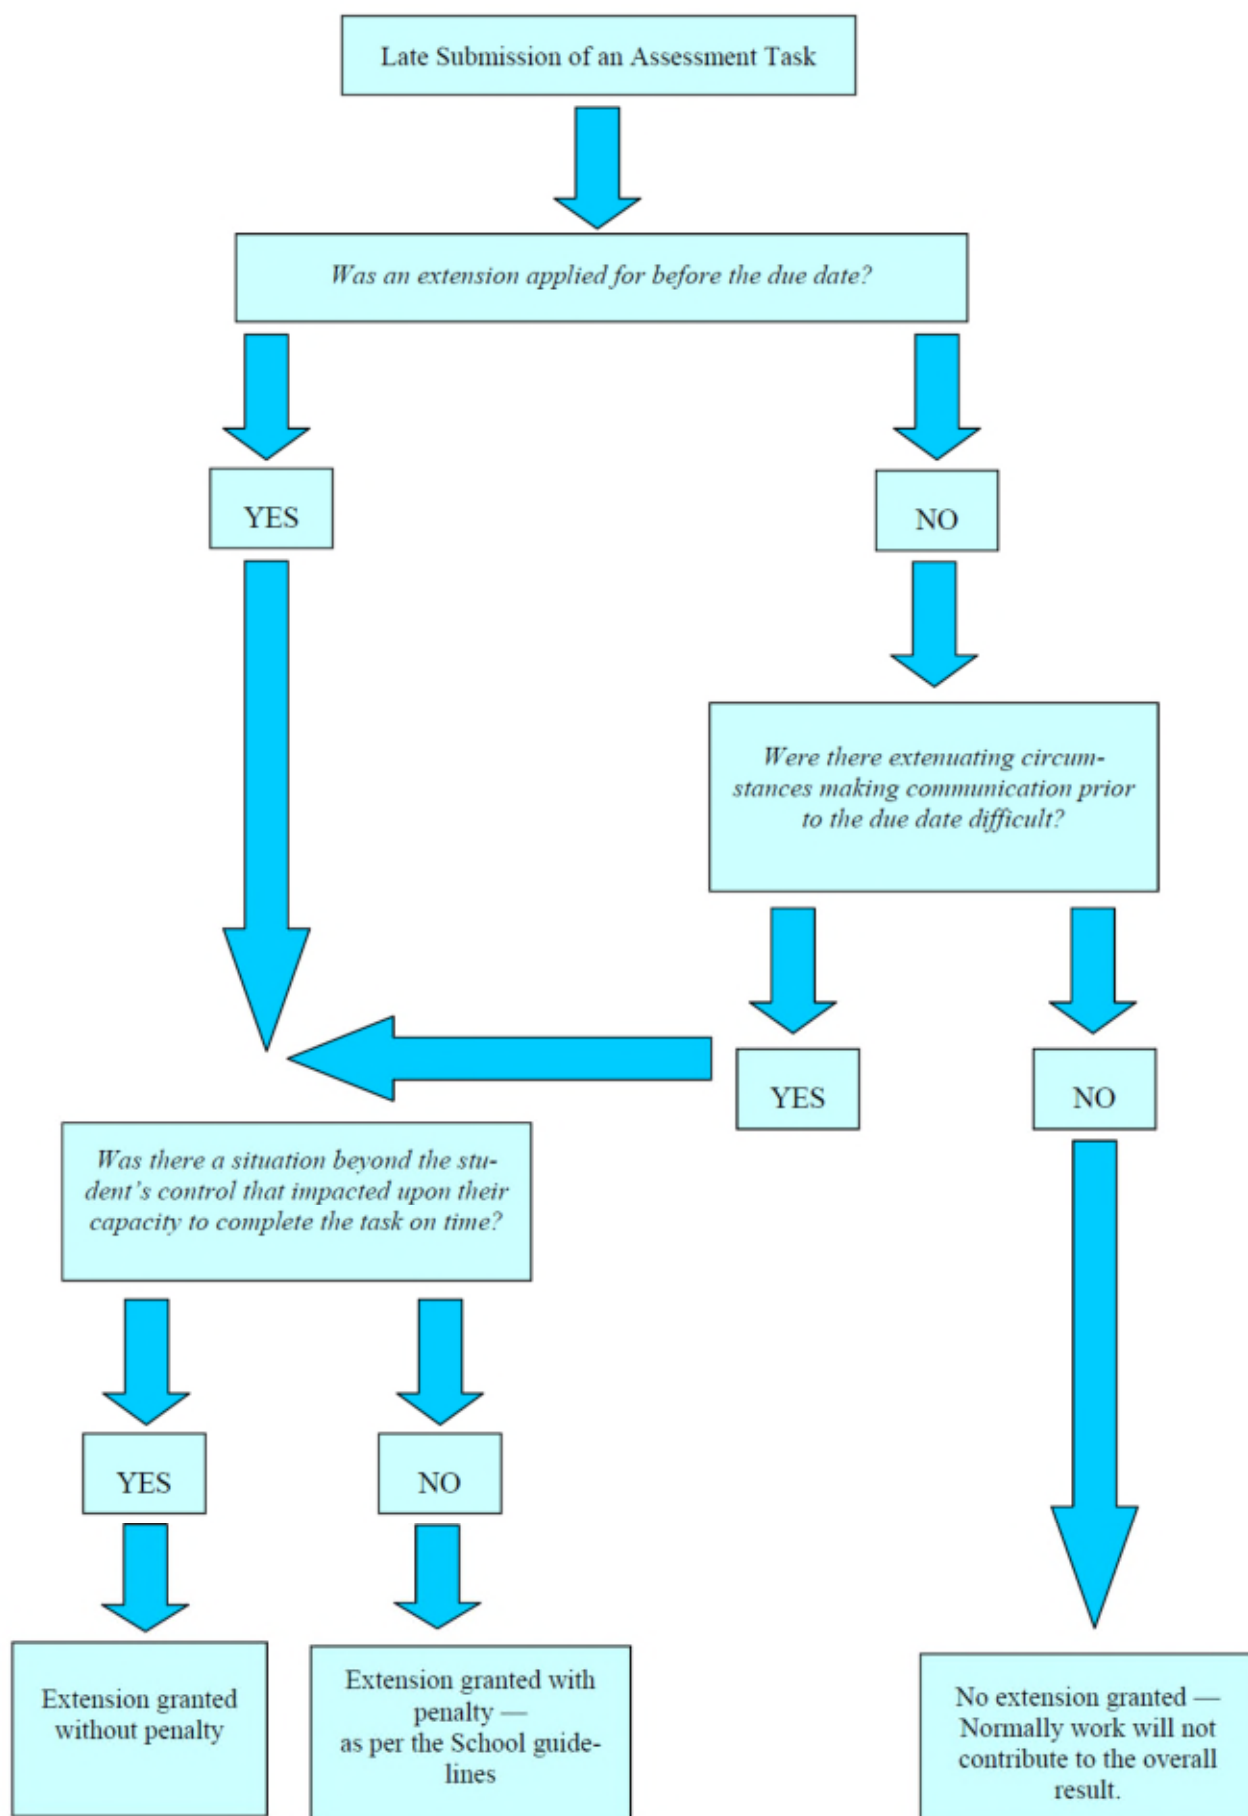 Late Submission of an Assessment Task
Was an extension applied for before the due date?
YES
NO
Were there extenuating circum-
stances making communication prior
to the due date difficult?
YES
NO
Was there a situation beyond the stu-
dent's control that impacted upon their
capacity to complete the task on time?
YES
NO
Extension granted
without penalty
Extension granted with
penalty —
as per the School guide-
lines
No extension granted —
Normally work will not
contribute to the overall
result.